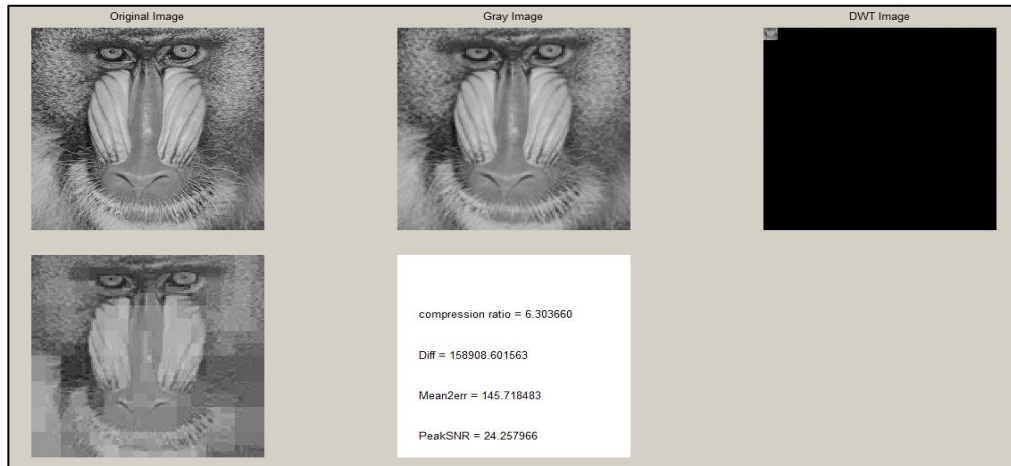 Original Image
Gray Image
DWT Image
compression ratio = 6.303660
Diff = 158908.601563
Mean2err = 145.718483
PeakSNR = 24.257966